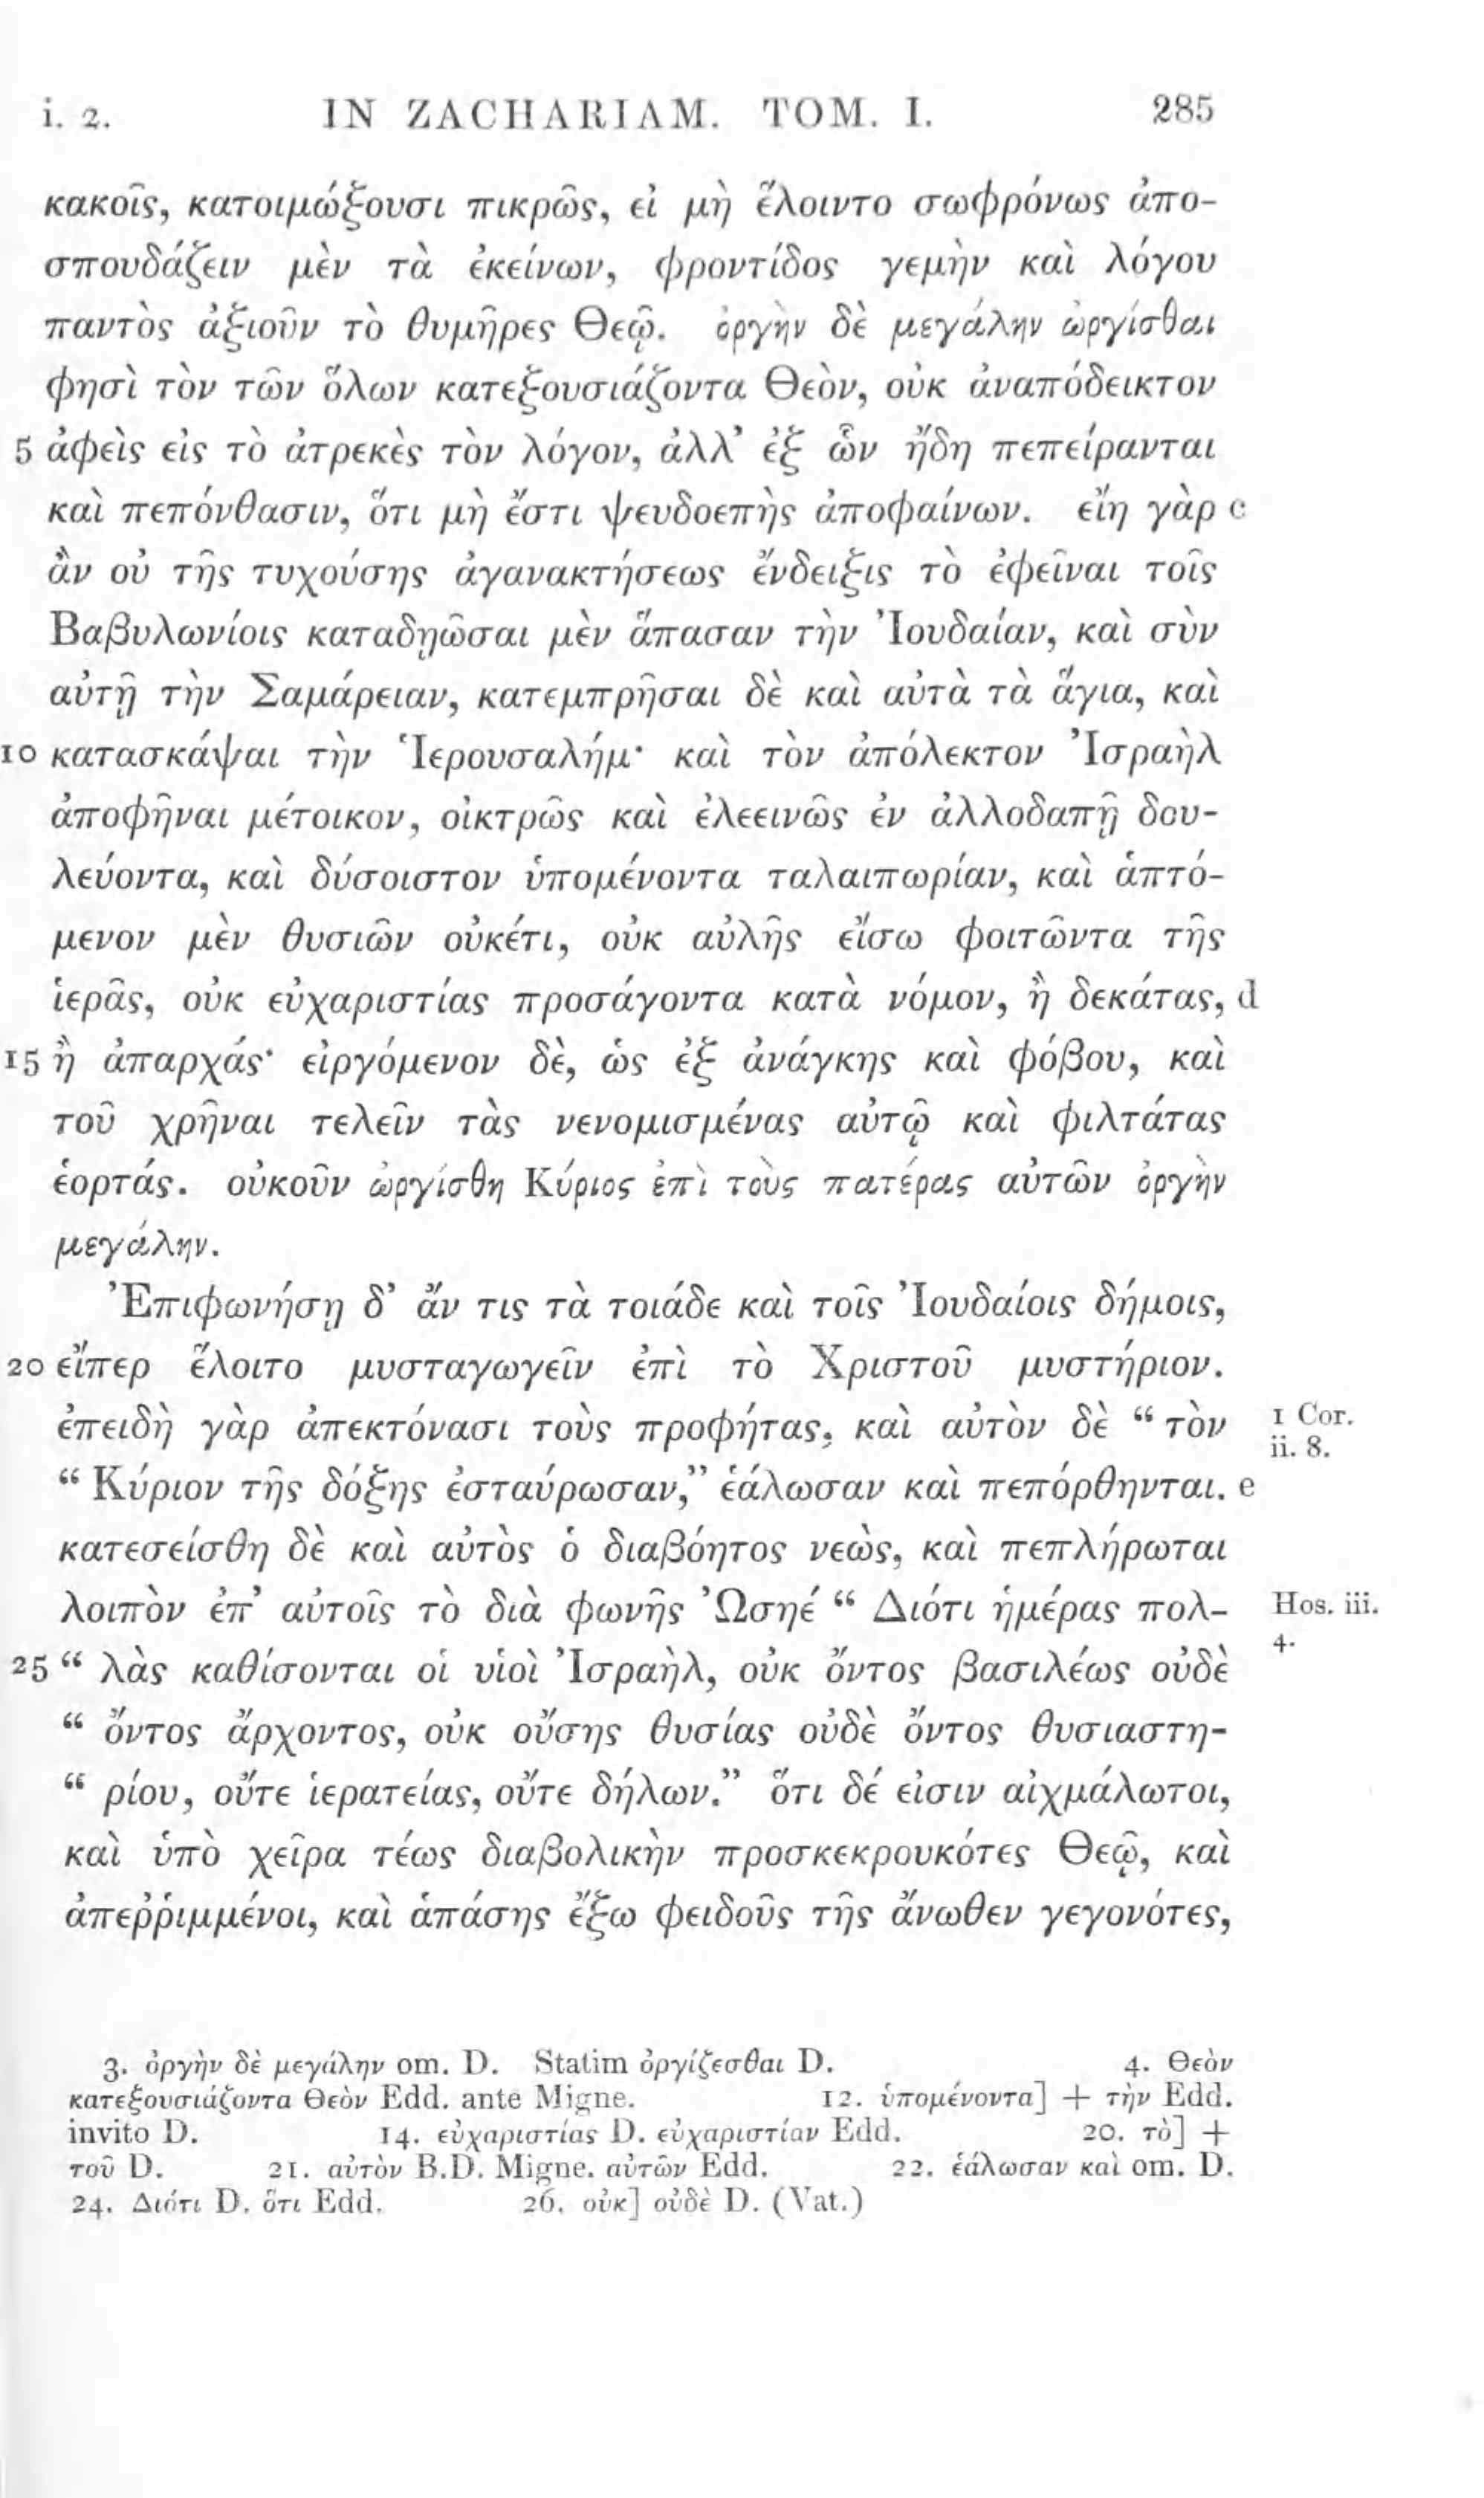 i. 2. IN ZACHARIAM. TOM. I. 285
κακοῖς, κατοιμώξουσι πικρῶς, εἰ μὴ ἕλοιντο σωφρόνως ἀπο-
σπουδάζειν μὲν τὰ ἐκείνων, φροντίδος γεμὴν καὶ λόγου
παντὸς ἀξιοῦν τὸ θυμῆρες Θεῷ. ὀργὴν δὲ μεγάλην ὠργίσθαι
φησὶ τὸν τῶν ὅλων κατεξουσιάζοντα Θεὸν, οὐκ ἀναπόδεικτον
5 ἀφεὶς εἰς τὸ ἀτρεκὲς τὸν λόγον, ἀλλ’ ἐξ ὧν ἤδη πεπείρανται
καὶ πεπόνθασιν, ὅτι μὴ ἔστι ψευδοεπὴς ἀποφαίνων. εἴη γὰρ c
ἂν οὐ τῆς τυχούσης ἀγανακτήσεως ἔνδειξις τὸ ἐφεῖναι τοῖς
Βαβυλωνίοις καταδῃῶσαι μὲν ἅπασαν τὴν Ἰουδαίαν, καὶ σὺν
αὐτῇ τὴν Σαμάρειαν, κατεμπρῆσαι δὲ καὶ αὐτὰ τὰ ἅγια, καὶ
10 κατασκάψαι τὴν Ἱερουσαλήμ· καὶ τὸν ἀπόλεκτον Ἰσραὴλ
ἀποφῆναι μέτοικον, οἰκτρῶς καὶ ἐλεεινῶς ἐν ἀλλοδαπῇ δου-
λεύοντα, καὶ δύσοιστον ὑπομένοντα ταλαιπωρίαν, καὶ ἁπτό-
μενον μὲν θυσιῶν οὐκέτι, οὐκ αὐλῆς εἴσω φοιτῶντα τῆς
ἱερᾶς, οὐκ εὐχαριστίας προσάγοντα κατὰ νόμον, ἢ δεκάτας, d
15 ἢ ἀπαρχάς· εἰργόμενον δὲ, ὡς ἐξ ἀνάγκης καὶ φόβου, καὶ
τοῦ χρῆναι τελεῖν τὰς νενομισμένας αὐτῷ καὶ φιλτάτας
ἑορτάς. οὐκοῦν ὠργίσθη Κύριος ἐπὶ τοὺς πατέρας αὐτῶν ὀργὴν
μεγάλην.
Ἐπιφωνήσῃ δ’ ἄν τις τὰ τοιάδε καὶ τοῖς Ἰουδαίοις δήμοις,
20 εἴπερ ἕλοιτο μυσταγωγεῖν ἐπὶ τὸ Χριστοῦ μυστήριον.
ἐπειδὴ γὰρ ἀπεκτόνασι τοὺς προφήτας, καὶ αὐτὸν δὲ “ τὸν 1 Cor.
ii. 8.
“ Κύριον τῆς δόξης ἐσταύρωσαν,” ἑάλωσαν καὶ πεπόρθηνται. e
κατεσείσθη δὲ καὶ αὐτὸς ὁ διαβόητος νεὼς, καὶ πεπλήρωται
λοιπὸν ἐπ’ αὐτοῖς τὸ διὰ φωνῆς Ὠσηέ “ Διότι ἡμέρας πολ- Hos. iii.
4.
25 “ λὰς καθίσονται οἱ υἱοὶ Ἰσραὴλ, οὐκ ὄντος βασιλέως οὐδὲ
“ ὄντος ἄρχοντος, οὐκ οὔσης θυσίας οὐδὲ ὄντος θυσιαστη-
“ ρίου, οὔτε ἱερατείας, οὔτε δήλων.” ὅτι δέ εἰσιν αἰχμάλωτοι,
καὶ ὑπὸ χεῖρα τέως διαβολικὴν προσκεκρουκότες Θεῷ, καὶ
ἀπεῤῥιμμένοι, καὶ ἁπάσης ἔξω φειδοῦς τῆς ἄνωθεν γεγονότες,
3. ὀργὴν δὲ μεγάλην om. D. Statim ὀργίζεσθαι D. 4. Θεὸν
κατεξουσιάζοντα Θεὸν Edd. ante Migne. 12. ὑπομένοντα] + τὴν Edd.
invito D. 14. εὐχαριστίας D. εὐχαριστίαν Edd. 20. τὸ] +
τοῦ D. 21. αὐτὸν B.D. Migne. αὐτῶν Edd. 22. ἑάλωσαν καὶ om. D.
24. Διότι D. ὅτι Edd. 26. οὐκ] οὐδὲ D. (Vat.)